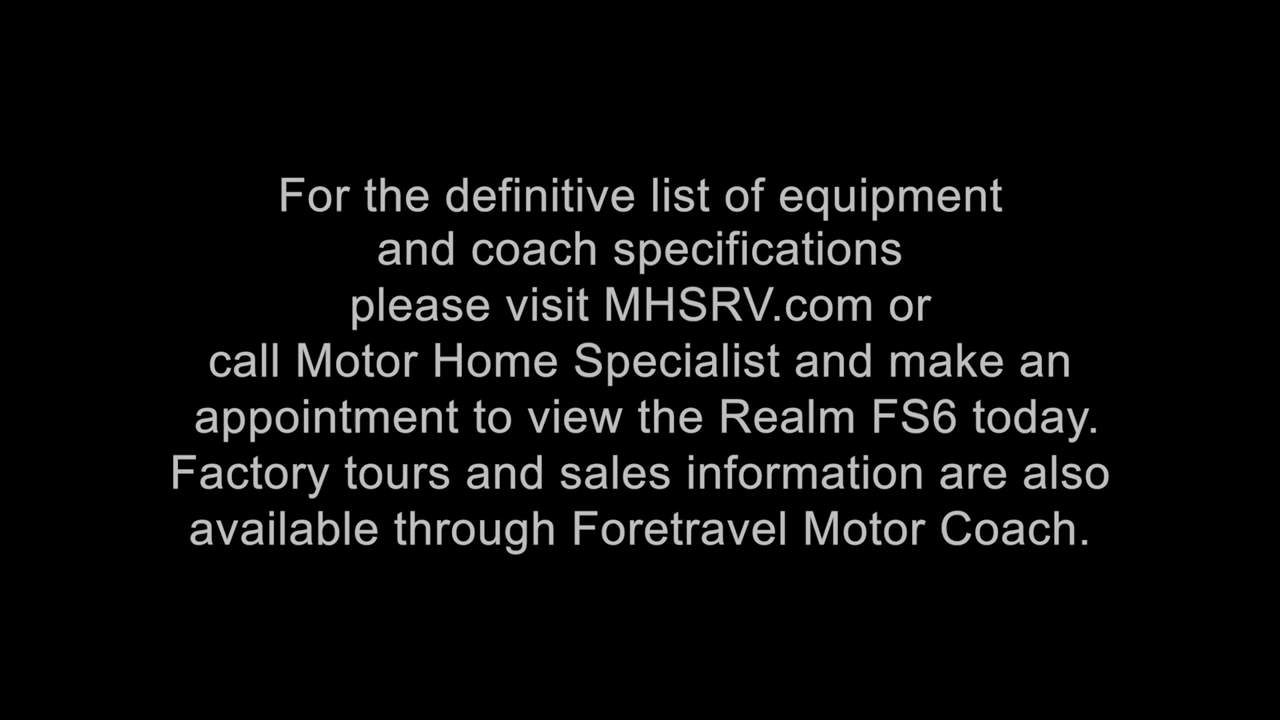 For the definitive list of equipment
and coach specifications
please visit MHSRV.com or
call Motor Home Specialist and make an
appointment to view the Realm FS6 today.
Factory tours and sales information are also
available through Foretravel Motor Coach.